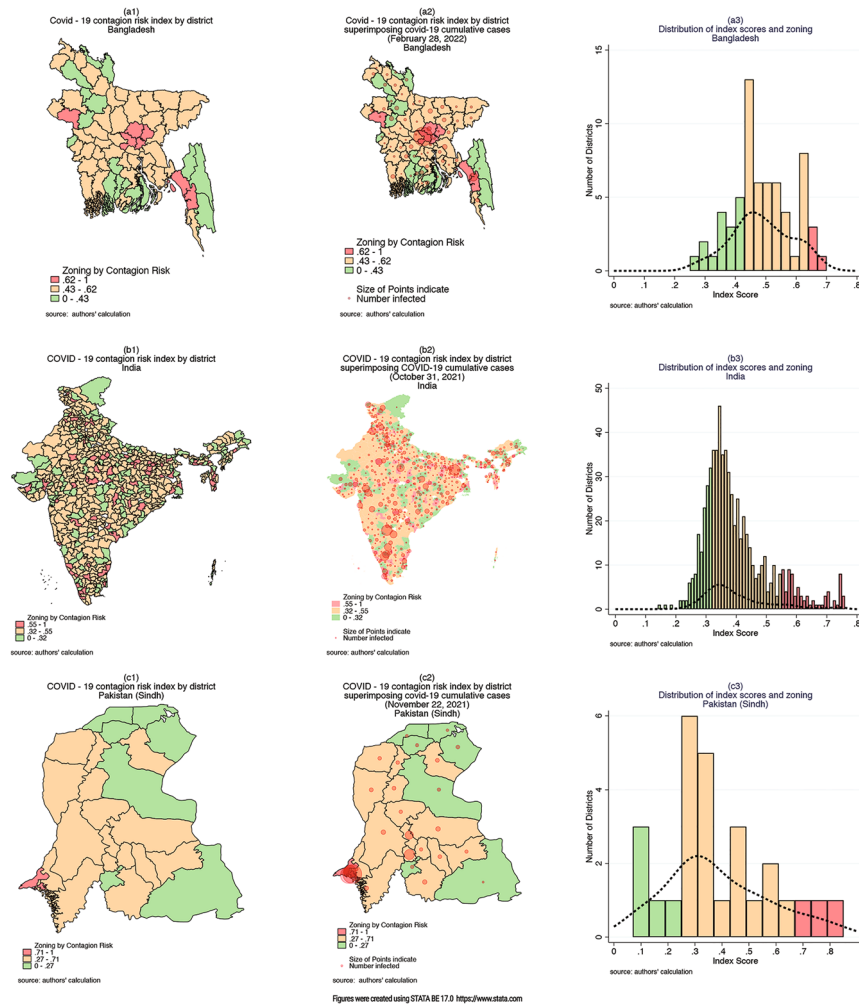 (a1)
Covid - 19 contagion risk index by district
Bangladesh
Zoning by Contagion Risk
.62 - 1
.43 - .62
0 - .43
source: authors' calculation
(a2)
Covid - 19 contagion risk index by district
superimposing covid-19 cumulative cases
(February 28, 2022)
Bangladesh
Zoning by Contagion Risk
.62 - 1
.43 - .62
0 - .43
Size of Points indicate
Number infected
source: authors' calculation
(a3)
Distribution of index scores and zoning
Bangladesh
Number of Districts
15
10
5
0
0 .1 .2 .3 .4 .5 .6 .7 .8
Index Score
source: authors' calculation
(b1)
COVID - 19 contagion risk index by district
India
Zoning by Contagion Risk
.55 - 1
.32 - .55
0 - .32
source: authors' calculation
(b2)
COVID - 19 contagion risk index by district
superimposing COVID-19 cumulative cases
(October 31, 2021)
India
Zoning by Contagion Risk
.55 - 1
.32 - .55
0 - .32
Size of Points indicate
Number infected
source: authors' calculation
(b3)
Distribution of index scores and zoning
India
Number of Districts
50
40
30
20
10
0
0 .1 .2 .3 .4 .5 .6 .7 .8
Index Score
source: authors' calculation
(c1)
COVID - 19 contagion risk index by district
Pakistan (Sindh)
Zoning by Contagion Risk
.71 - 1
.27 - .71
0 - .27
source: authors' calculation
(c2)
COVID - 19 contagion risk index by district
superimposing covid-19 cumulative cases
(November 22, 2021)
Pakistan (Sindh)
Zoning by Contagion Risk
.71 - 1
.27 - .71
0 - .27
Size of Points indicate
Number infected
source: authors' calculation
(c3)
Distribution of index scores and zoning
Pakistan (Sindh)
Number of Districts
6
4
2
0
0 .1 .2 .3 .4 .5 .6 .7 .8
Index Score
source: authors' calculation
Figures were created using STATA BE 17.0 https://www.stata.com